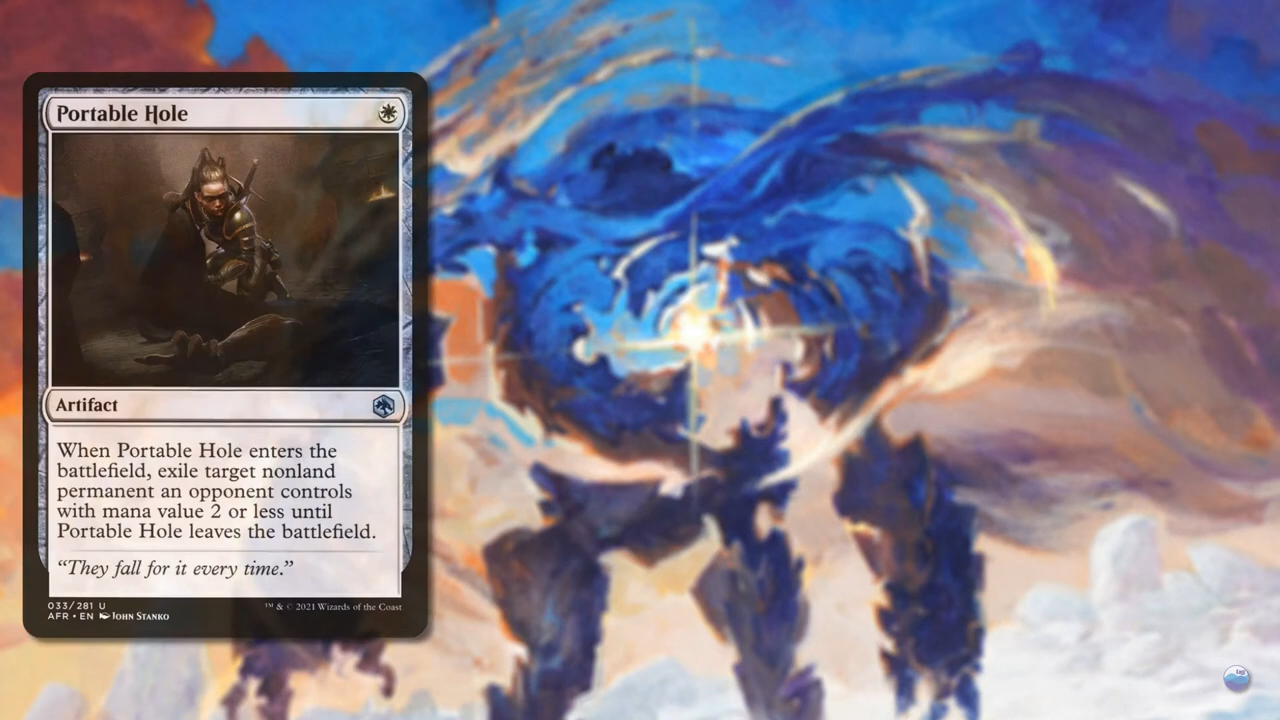 Portable Hole
Artifact
When Portable Hole enters the
battlefield, exile target nonland
permanent an opponent controls
with mana value 2 or less until
Portable Hole leaves the battlefield.
“They fall for it every time.”
033/281 U
AFR • EN John Stanko
™ & © 2021 Wizards of the Coast